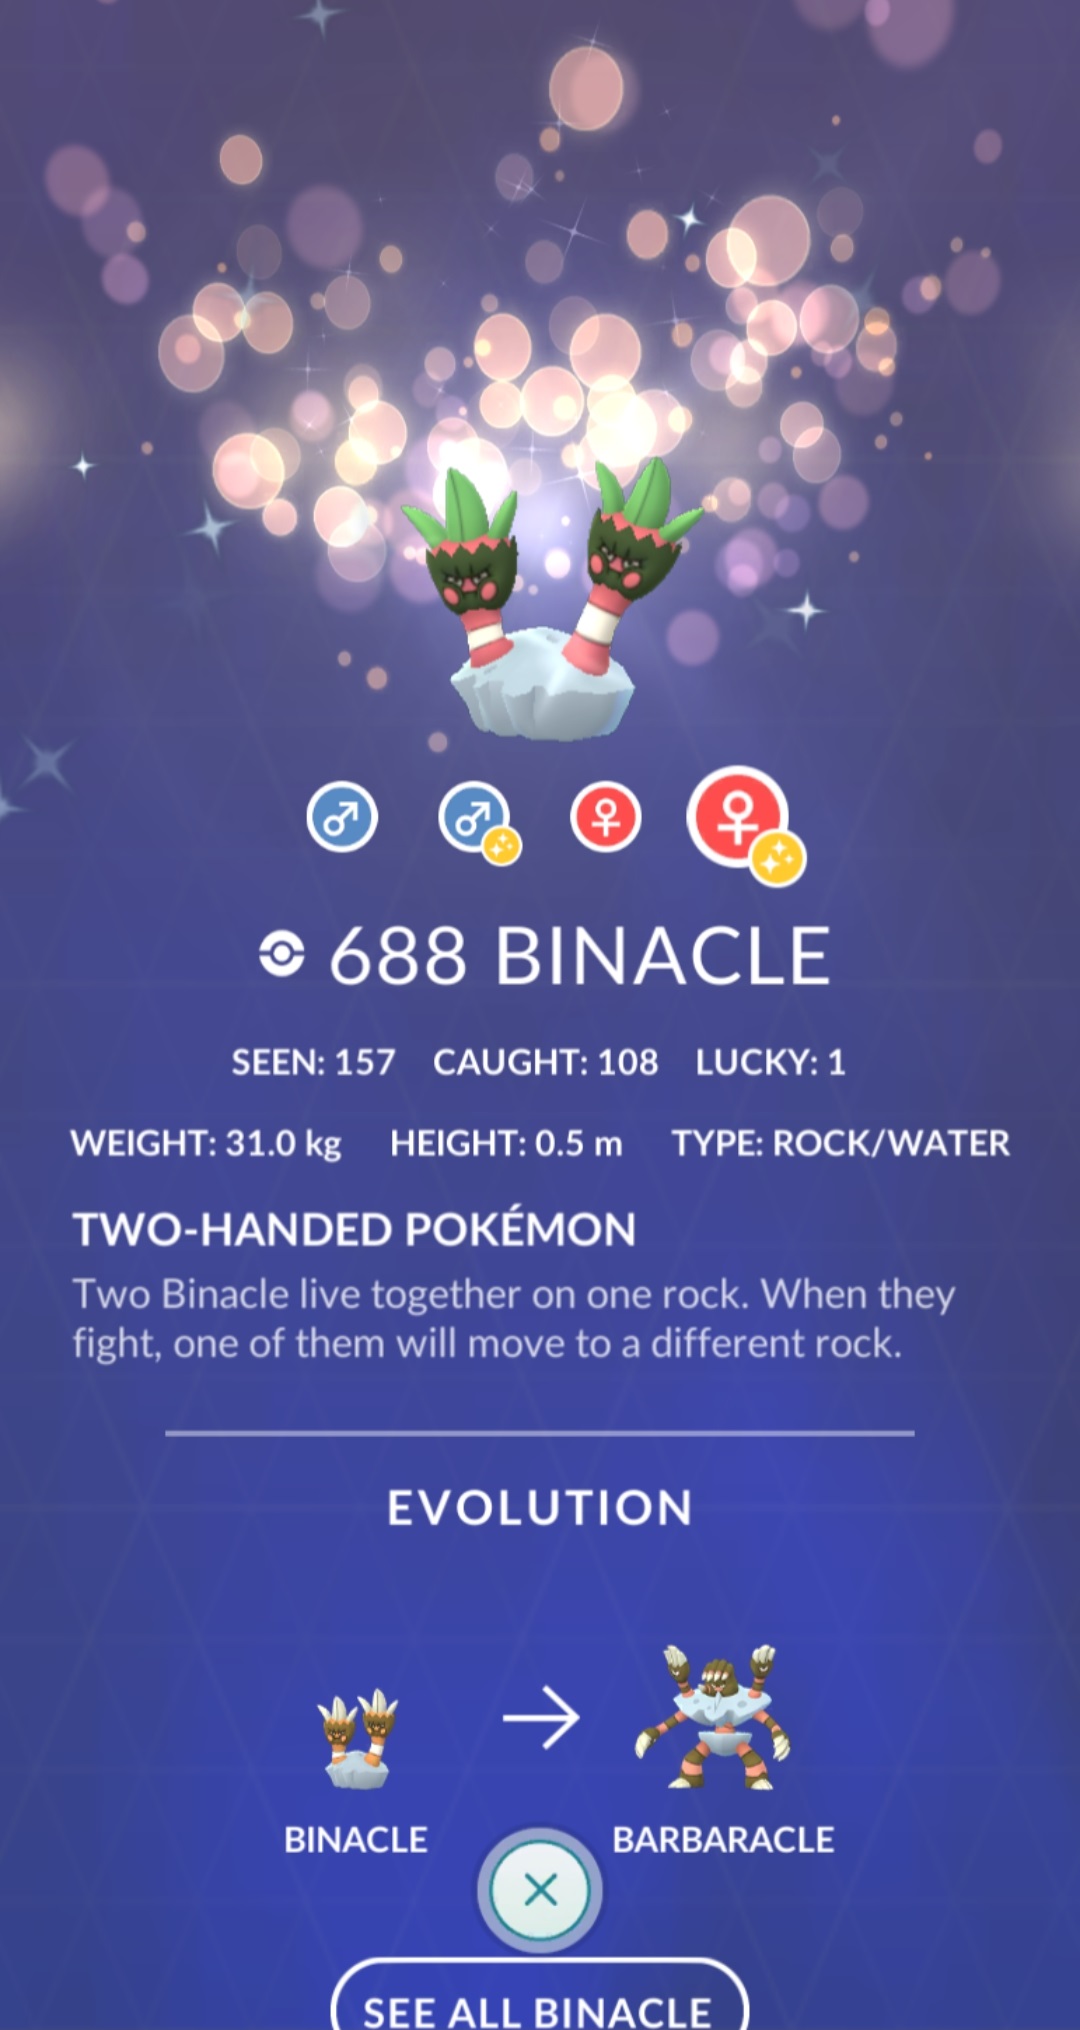 688 BINACLE
SEEN: 157 CAUGHT: 108 LUCKY: 1
WEIGHT: 31.0 kg HEIGHT: 0.5 m TYPE: ROCK/WATER
TWO-HANDED POKÉMON
Two Binacle live together on one rock. When they
fight, one of them will move to a different rock.
EVOLUTION
BINACLE BARBARACLE
SEE ALL BINACLE